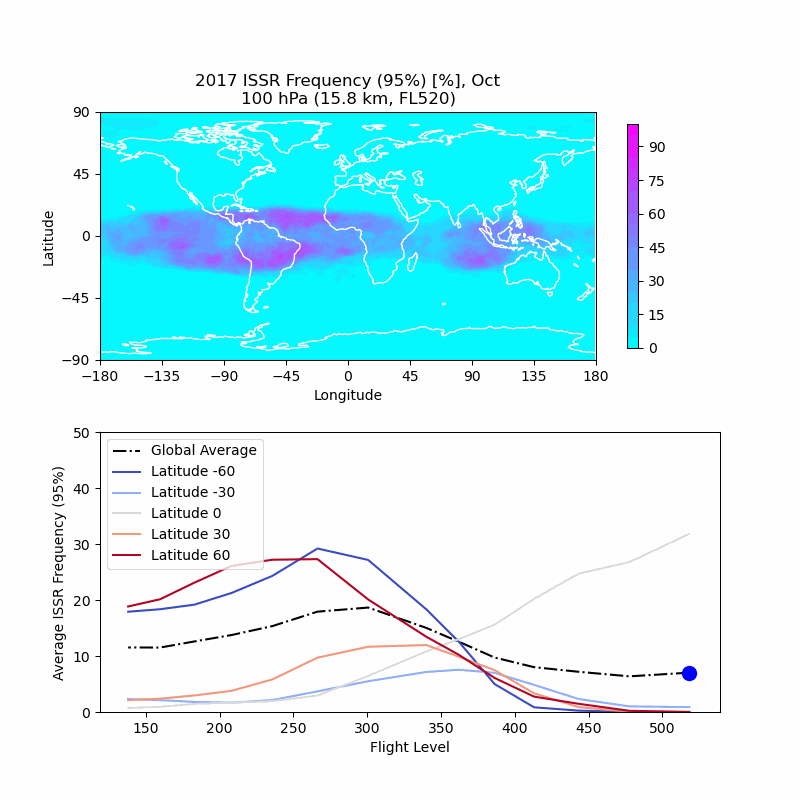 2017 ISSR Frequency (95%) [%], Oct
100 hPa (15.8 km, FL520)
90
45
0
−45
−90
Latitude
−180 −135 −90 −45 0 45 90 135 180
Longitude
90
75
60
45
30
15
0
50
40
30
20
10
0
Average ISSR Frequency (95%)
Global Average
Latitude -60
Latitude -30
Latitude 0
Latitude 30
Latitude 60
150 200 250 300 350 400 450 500
Flight Level